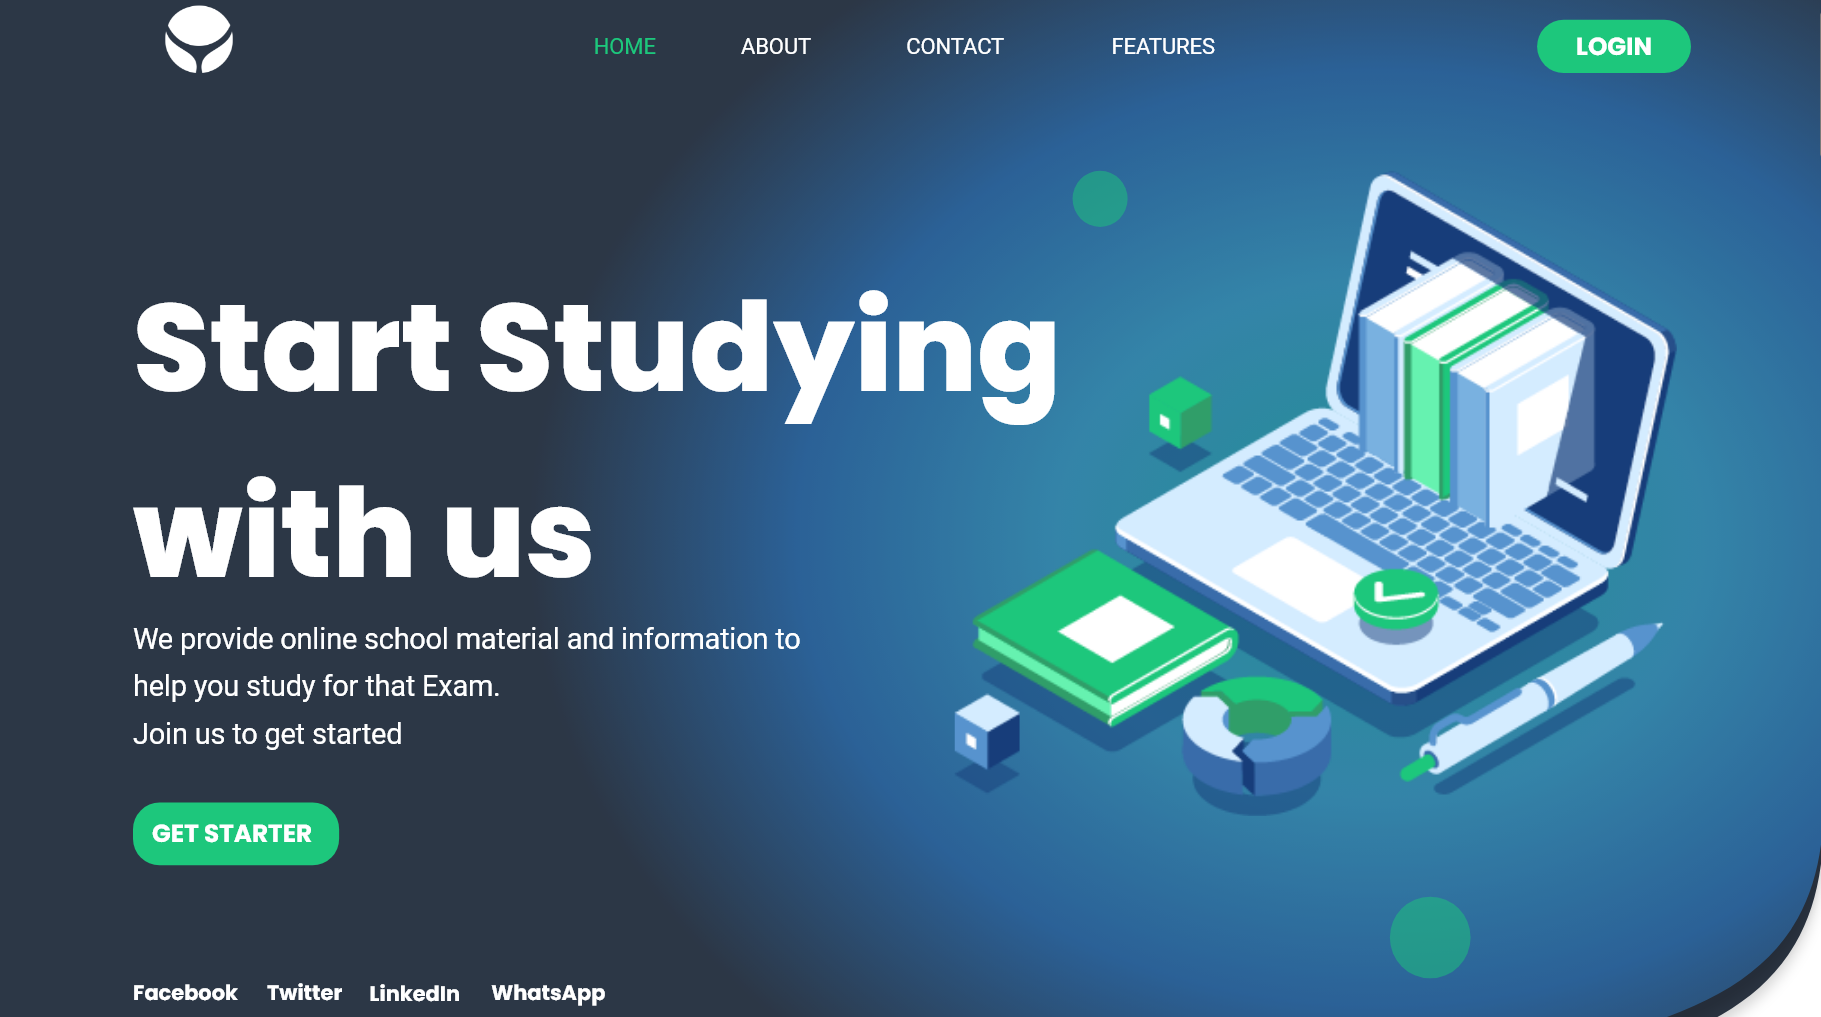 HOME ABOUT CONTACT FEATURES LOGIN
Start Studying
with us
We provide online school material and information to
help you study for that Exam.
Join us to get started
GET STARTER
Facebook Twitter LinkedIn WhatsApp